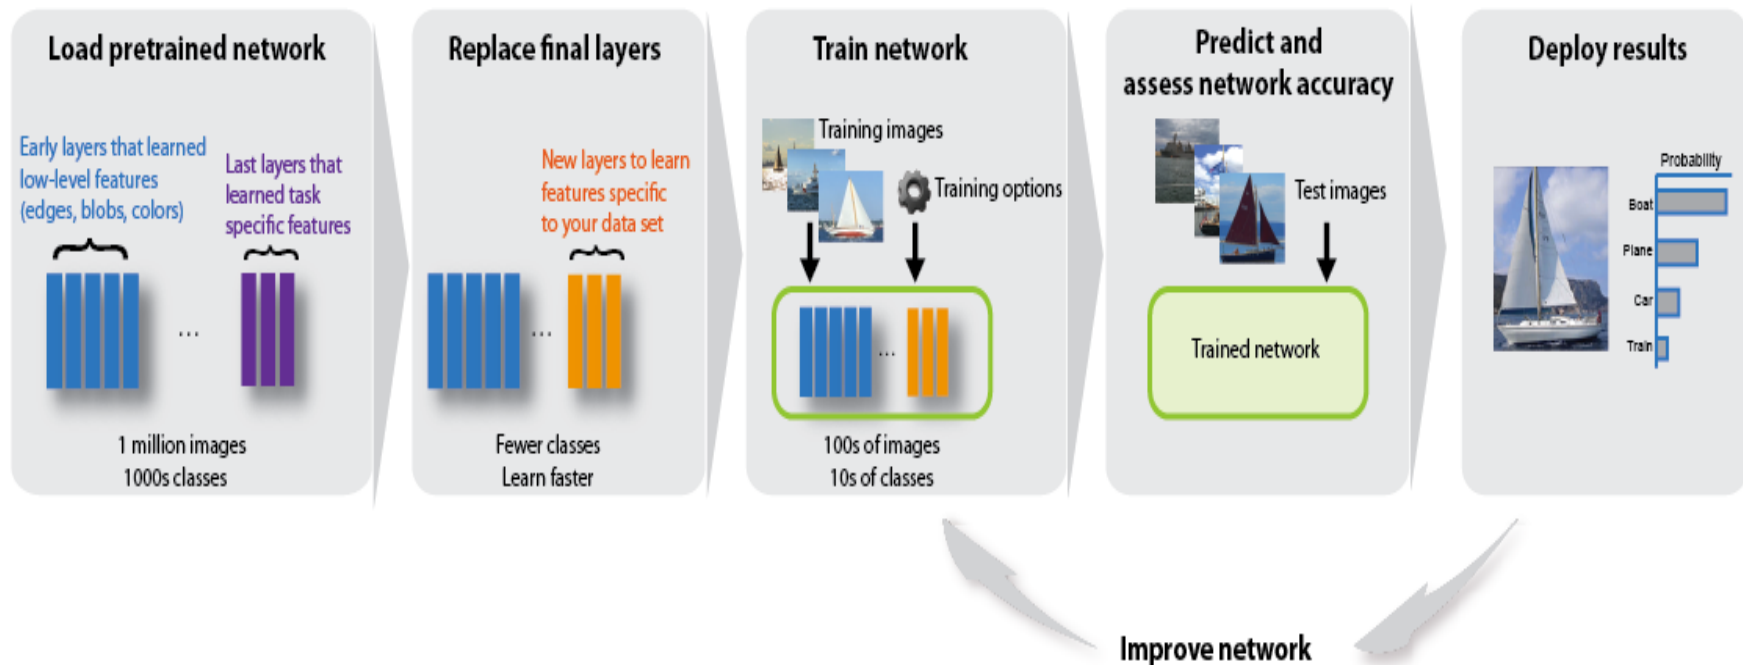 Load pretrained network
Early layers that learned
low-level features
(edges, blobs, colors)
Last layers that
learned task
specific features
...
1 million images
1000s classes
Replace final layers
New layers to learn
features specific
to your data set
...
Fewer classes
Learn faster
Train network
Training images
Training options
...
100s of images
10s of classes
Predict and
assess network accuracy
Test images
Trained network
Deploy results
Probability
Boat
Plane
Car
Train
Improve network